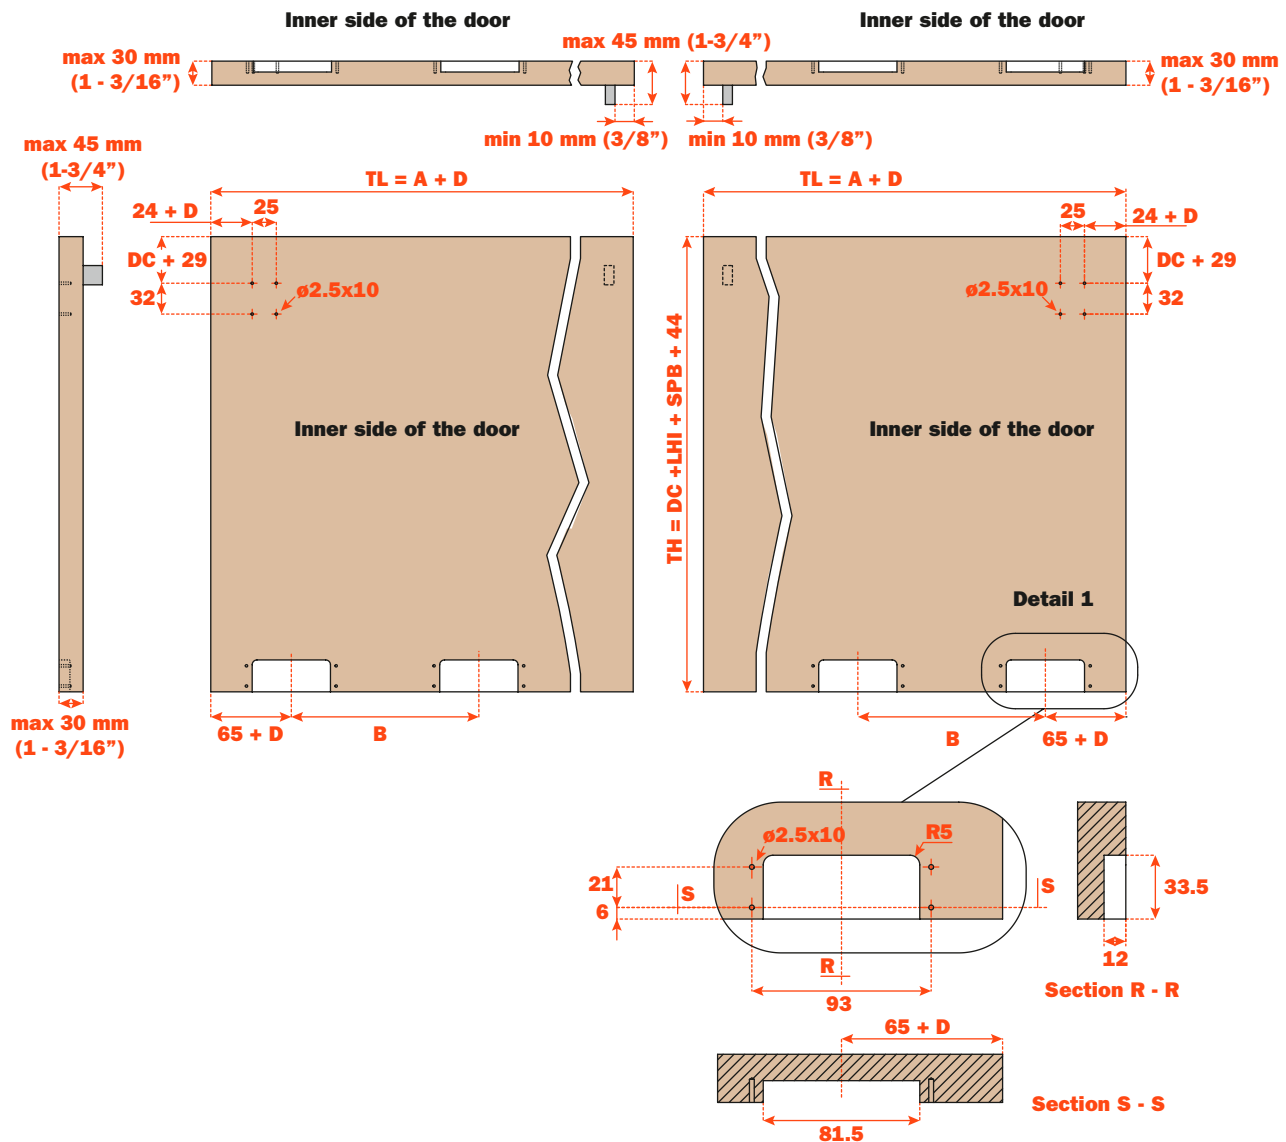 Inner side of the door
Inner side of the door
max 30 mm
(1 - 3/16”)
max 45 mm (1-3/4”)
max 30 mm
(1 - 3/16”)
min 10 mm (3/8”)
min 10 mm (3/8”)
max 45 mm
(1-3/4”)
TL = A + D
TL = A + D
24 + D
25
25
24 + D
DC + 29
DC + 29
32
ø2.5x10
ø2.5x10
32
TH = DC +LHI + SPB + 44
Inner side of the door
Inner side of the door
Detail 1
max 30 mm
(1 - 3/16”)
65 + D
B
B
65 + D
R
ø2.5x10
R5
21
S
S
33.5
6
12
R
93
Section R - R
65 + D
Section S - S
81.5